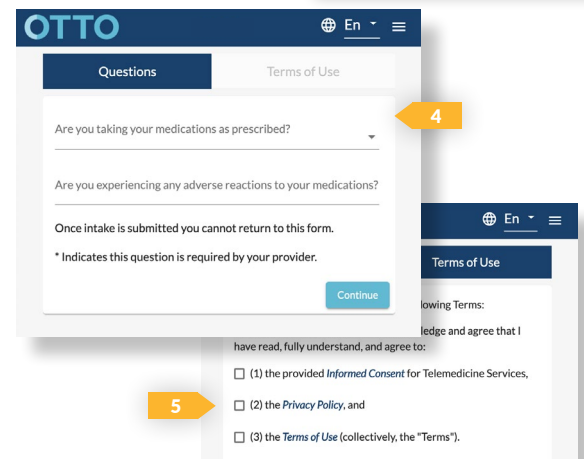 OTTO
En
Questions
Terms of Use
Are you taking your medications as prescribed?
4
Are you experiencing any adverse reactions to your medications?
Once intake is submitted you cannot return to this form.
* Indicates this question is required by your provider.
Continue
En
Terms of Use
lowing Terms:
ledge and agree that I
have read, fully understand, and agree to:
(1) the provided Informed Consent for Telemedicine Services,
5
(2) the Privacy Policy, and
(3) the Terms of Use (collectively, the "Terms").